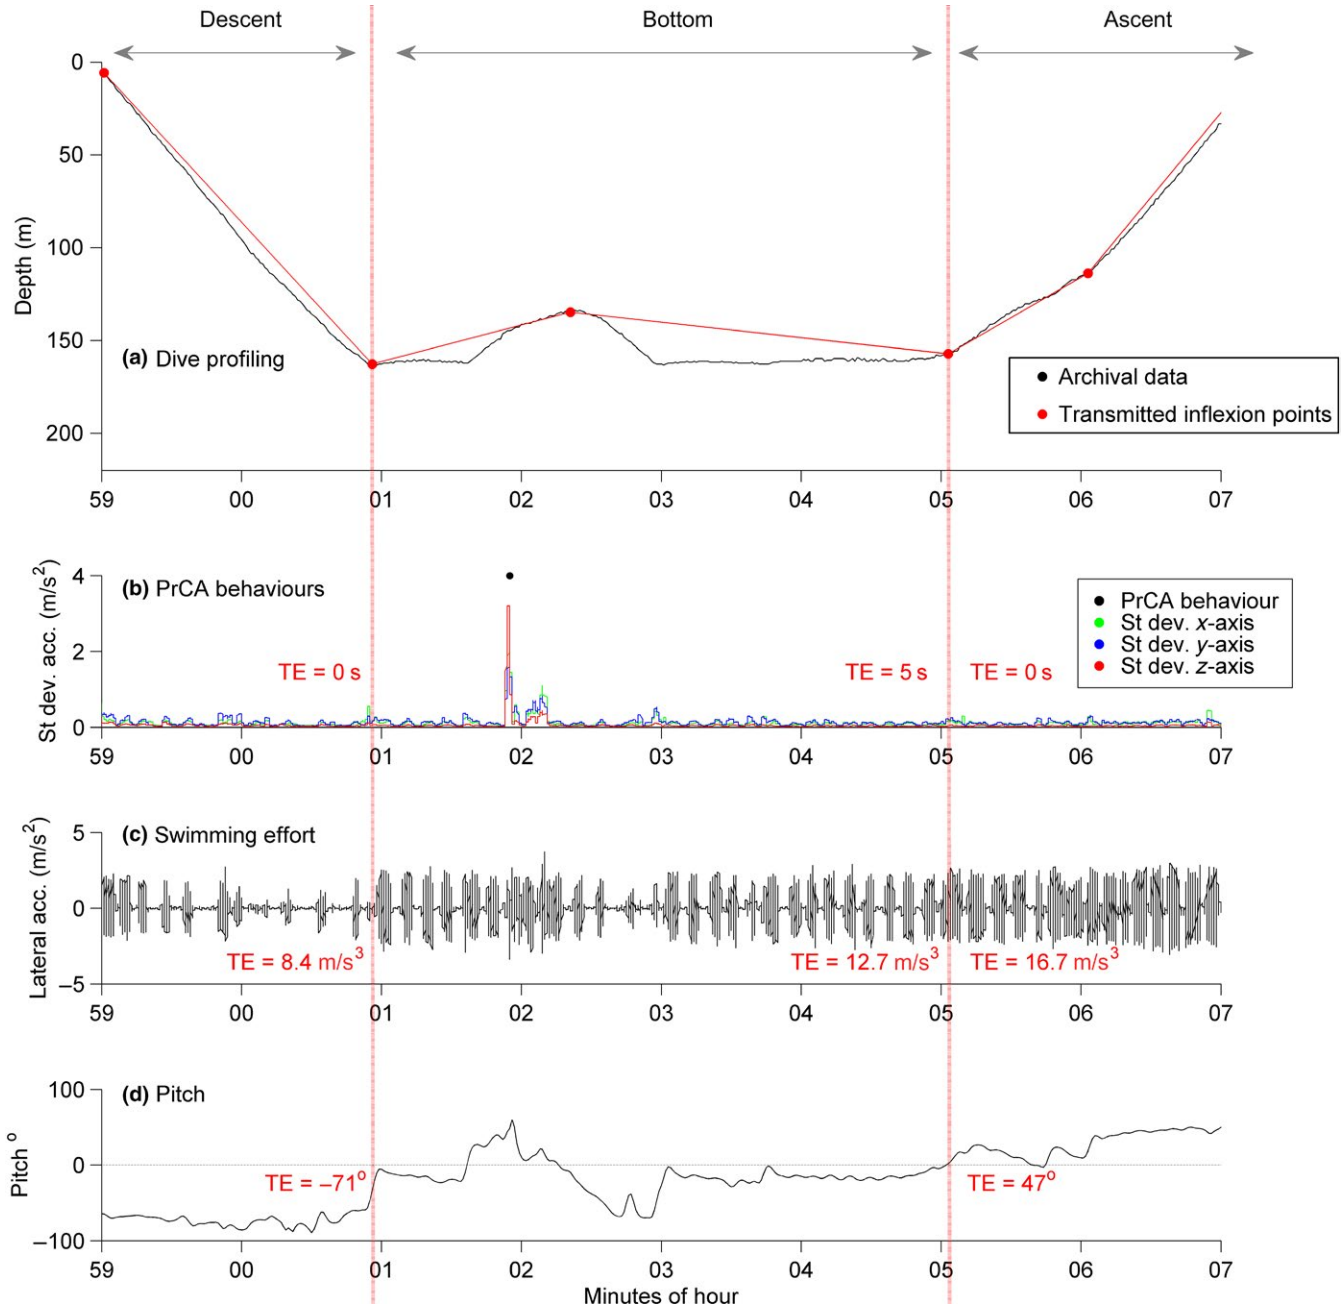 Descent Bottom Ascent
0
50
100
150
200
Depth (m)
(a) Dive profiling
Archival data
Transmitted inflexion points
59 00 01 02 03 04 05 06 07
St dev. acc. (m/s²)
4
2
0
(b) PrCA behaviours
PrCA behaviour
St dev. x-axis
St dev. y-axis
St dev. z-axis
TE = 0 s TE = 5 s TE = 0 s
59 00 01 02 03 04 05 06 07
Lateral acc. (m/s²)
5
0
–5
(c) Swimming effort
TE = 8.4 m/s³ TE = 12.7 m/s³ TE = 16.7 m/s³
59 00 01 02 03 04 05 06 07
Pitch °
100
0
–100
(d) Pitch
TE = –71° TE = 47°
59 00 01 02 03 04 05 06 07
Minutes of hour